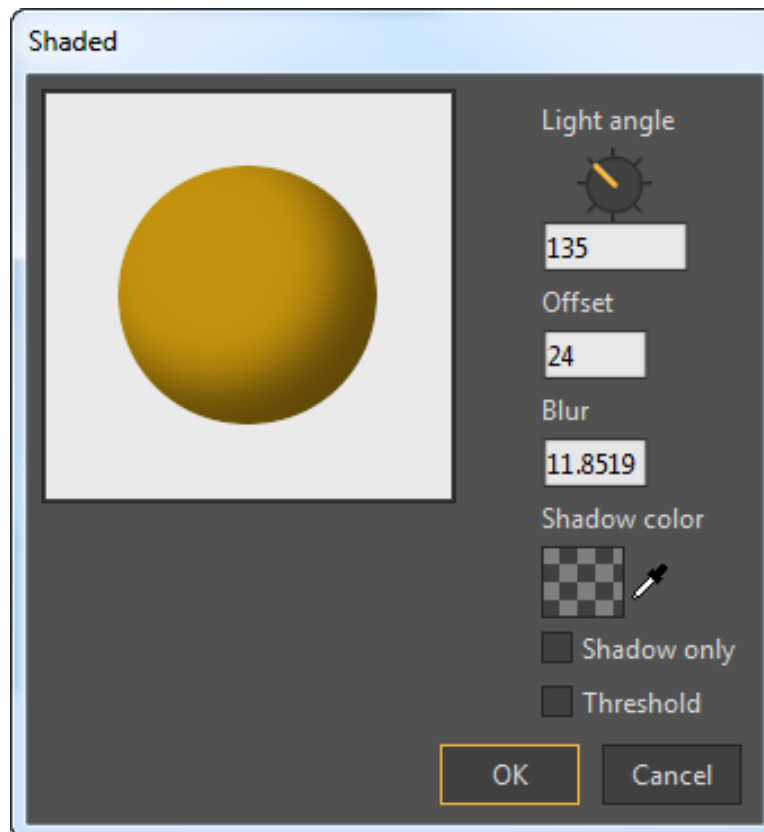 Shaded
Light angle
135
Offset
24
Blur
11.8519
Shadow color
Shadow only
Threshold
OK Cancel